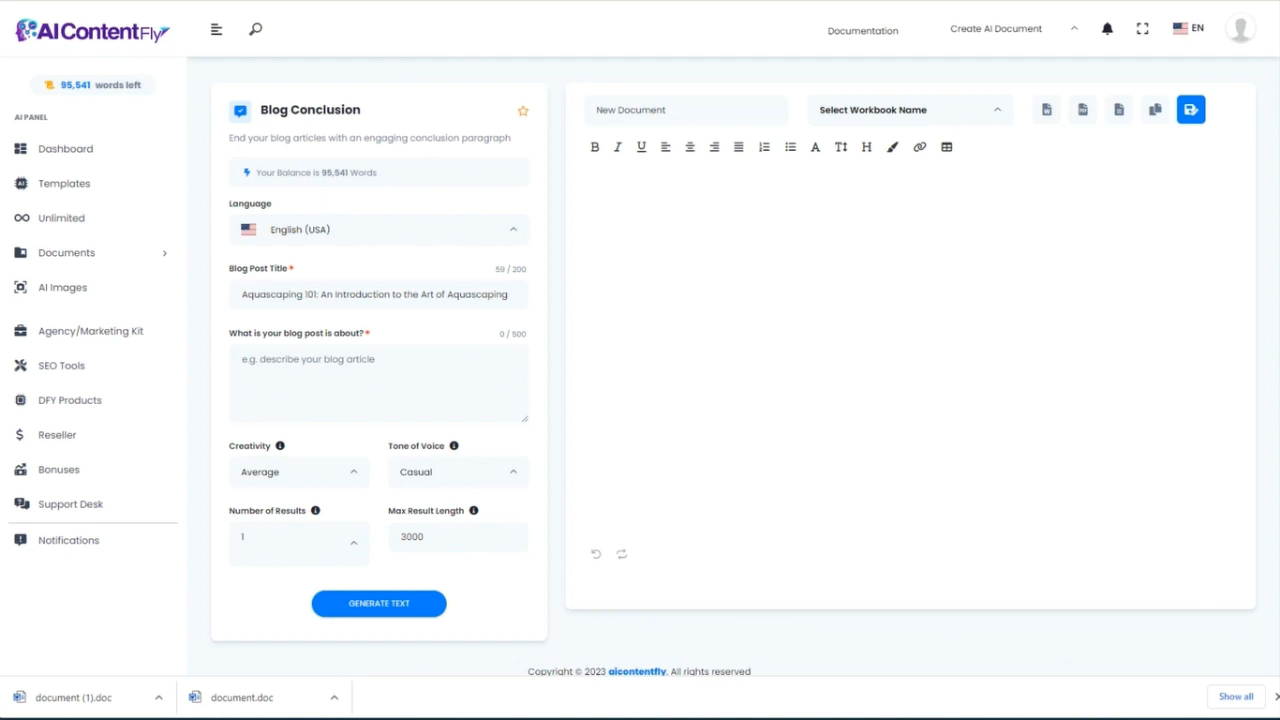 AI ContentFly
Documentation
Create AI Document
EN
95,541 words left
AI PANEL
Dashboard
Templates
Unlimited
Documents
AI Images
Agency/Marketing Kit
SEO Tools
DFY Products
Reseller
Bonuses
Support Desk
Notifications
Blog Conclusion
End your blog articles with an engaging conclusion paragraph
Your Balance is 95,541 Words
Language
English (USA)
Blog Post Title * 59 / 200
Aquascaping 101: An Introduction to the Art of Aquascaping
What is your blog post is about? * 0 / 500
e.g. describe your blog article
Creativity
Tone of Voice
Average
Casual
Number of Results
Max Result Length
1
3000
GENERATE TEXT
New Document
Select Workbook Name
B I U A T H
Copyright © 2023 aicontentfly. All rights reserved
document (1).doc
document.doc
Show all